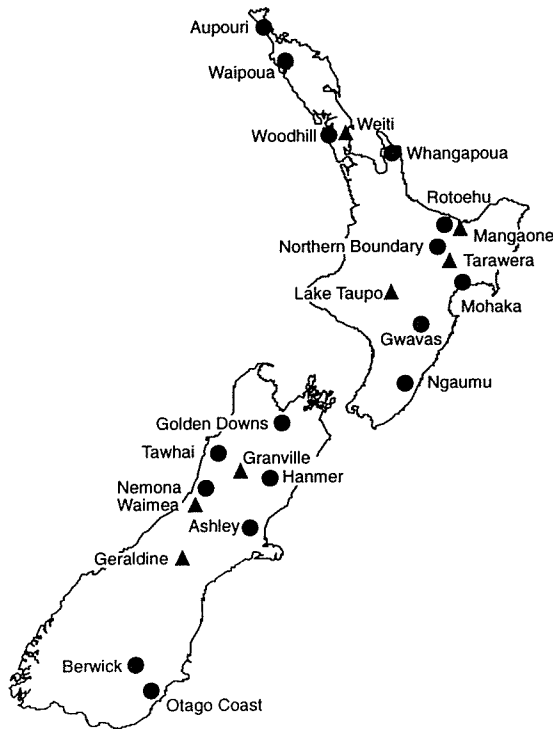 Aupouri
Waipoua
Weiti
Woodhill
Whangapoua
Rotoehu
Mangaone
Northern Boundary
Tarawera
Lake Taupo
Mohaka
Gwavas
Ngaumu
Golden Downs
Tawhai
Granville
Hanmer
Nemona
Waimea
Ashley
Geraldine
Berwick
Otago Coast